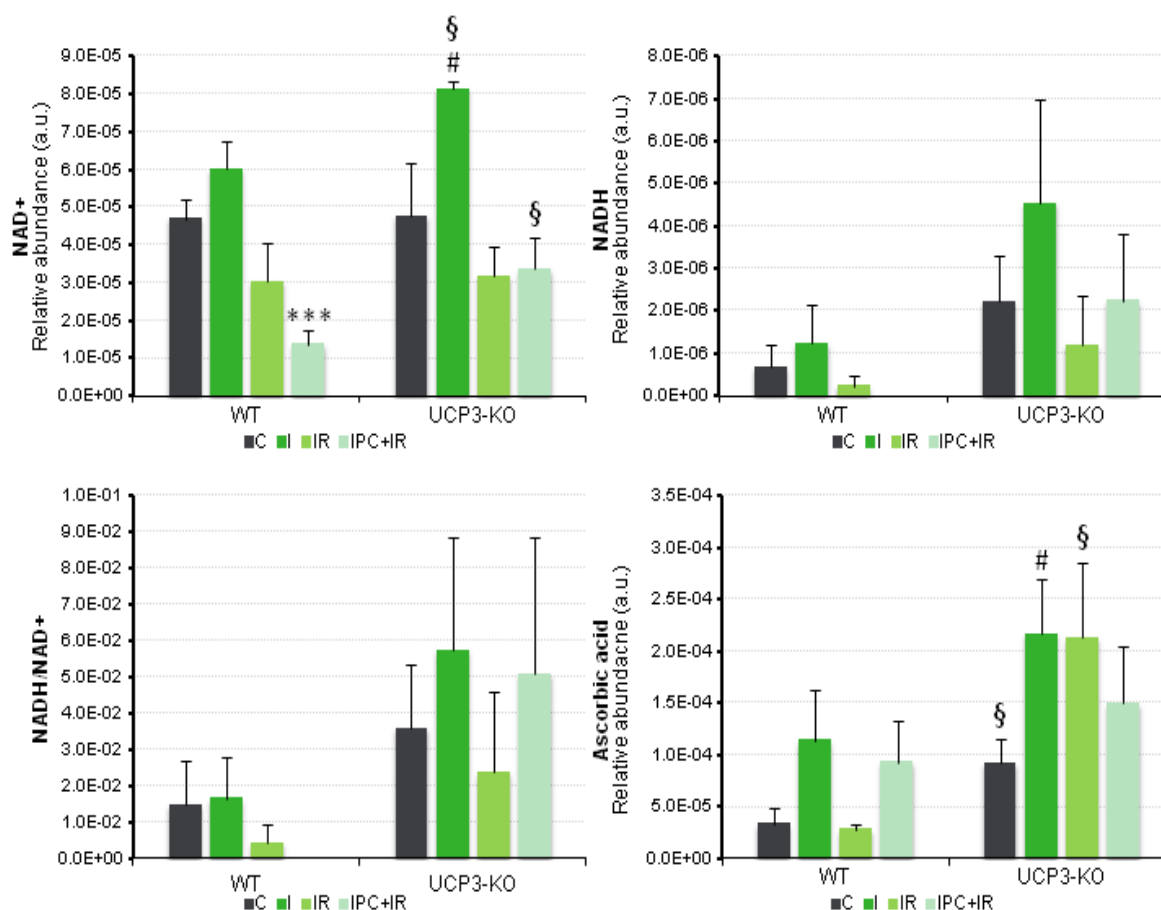 NAD+
Relative abundance (a.u.)
9.0E-05
8.0E-05
7.0E-05
6.0E-05
5.0E-05
4.0E-05
3.0E-05
2.0E-05
1.0E-05
0.0E+00
***
§
#
§
WT
UCP3-KO
C I IR IPC+IR
NADH
Relative abundance (a.u.)
8.0E-06
7.0E-06
6.0E-06
5.0E-06
4.0E-06
3.0E-06
2.0E-06
1.0E-06
0.0E+00
WT
UCP3-KO
C I IR IPC+IR
NADH/NAD+
1.0E-01
9.0E-02
8.0E-02
7.0E-02
6.0E-02
5.0E-02
4.0E-02
3.0E-02
2.0E-02
1.0E-02
0.0E+00
WT
UCP3-KO
C I IR IPC+IR
Ascorbic acid
Relative abundacne (a.u.)
3.5E-04
3.0E-04
2.5E-04
2.0E-04
1.5E-04
1.0E-04
5.0E-05
0.0E+00
§
#
§
WT
UCP3-KO
C I IR IPC+IR